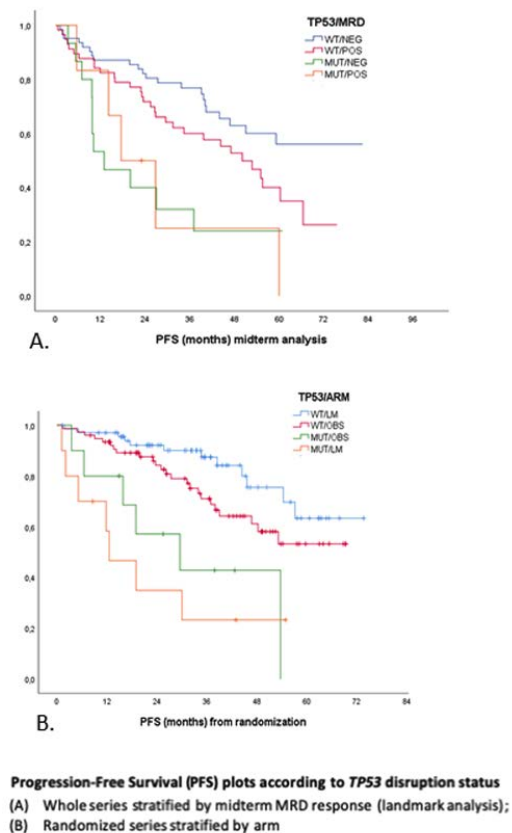 TP53/MRD
WT/NEG
WT/POS
MUT/NEG
MUT/POS
1,0
0,8
0,6
0,4
0,2
0,0
0 12 24 36 48 60 72 84 96
A.
PFS (months) midterm analysis
TP53/ARM
WT/LM
WT/OBS
MUT/OBS
MUT/LM
1,0
0,8
0,6
0,4
0,2
0,0
0 12 24 36 48 60 72 84
B.
PFS (months) from randomization
Progression-Free Survival (PFS) plots according to TP53 disruption status
(A) Whole series stratified by midterm MRD response (landmark analysis);
(B) Randomized series stratified by arm